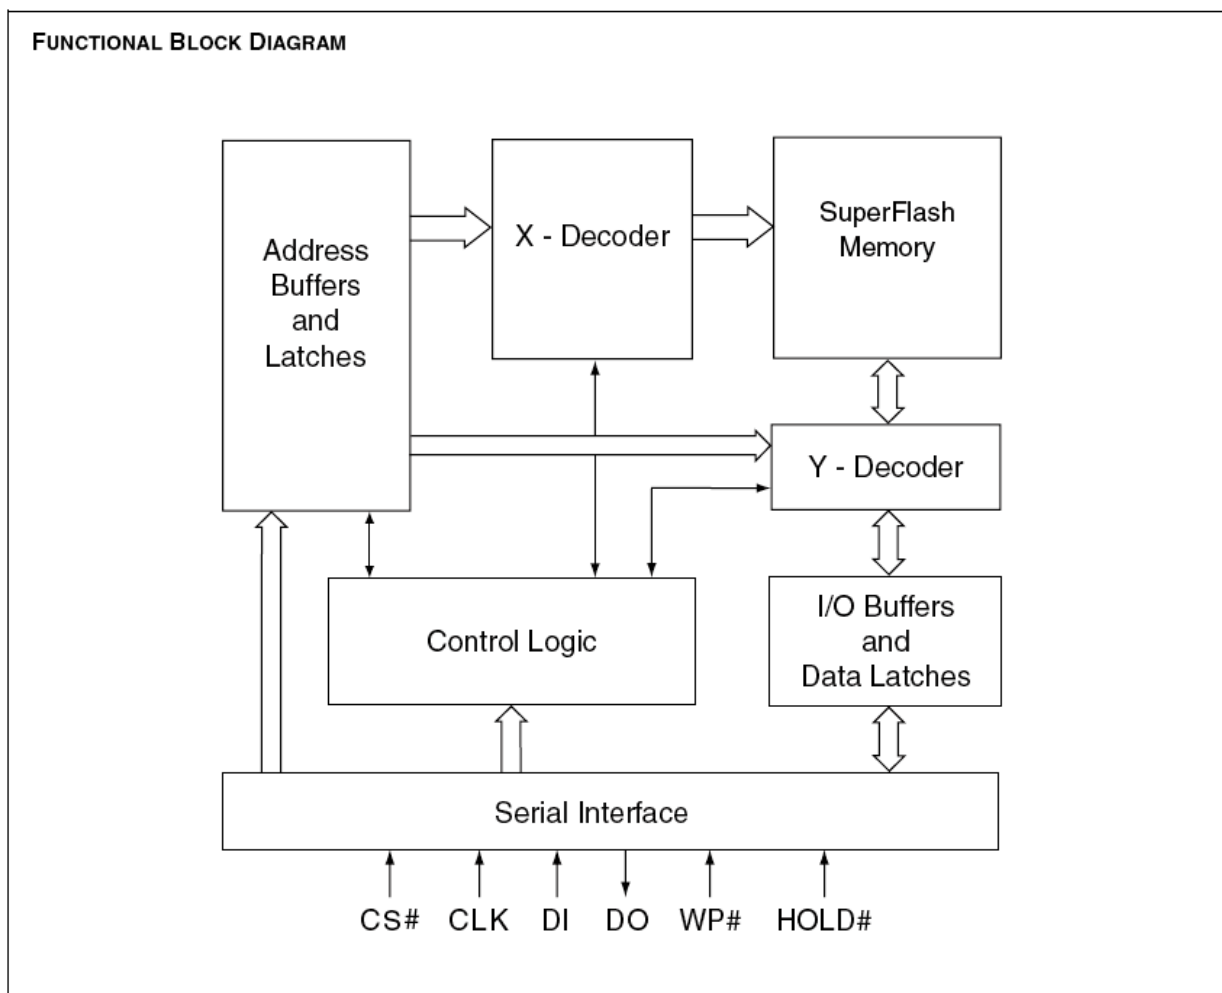 FUNCTIONAL BLOCK DIAGRAM
Address
Buffers
and
Latches
X - Decoder
SuperFlash
Memory
Y - Decoder
Control Logic
I/O Buffers
and
Data Latches
Serial Interface
CS# CLK DI DO WP# HOLD#